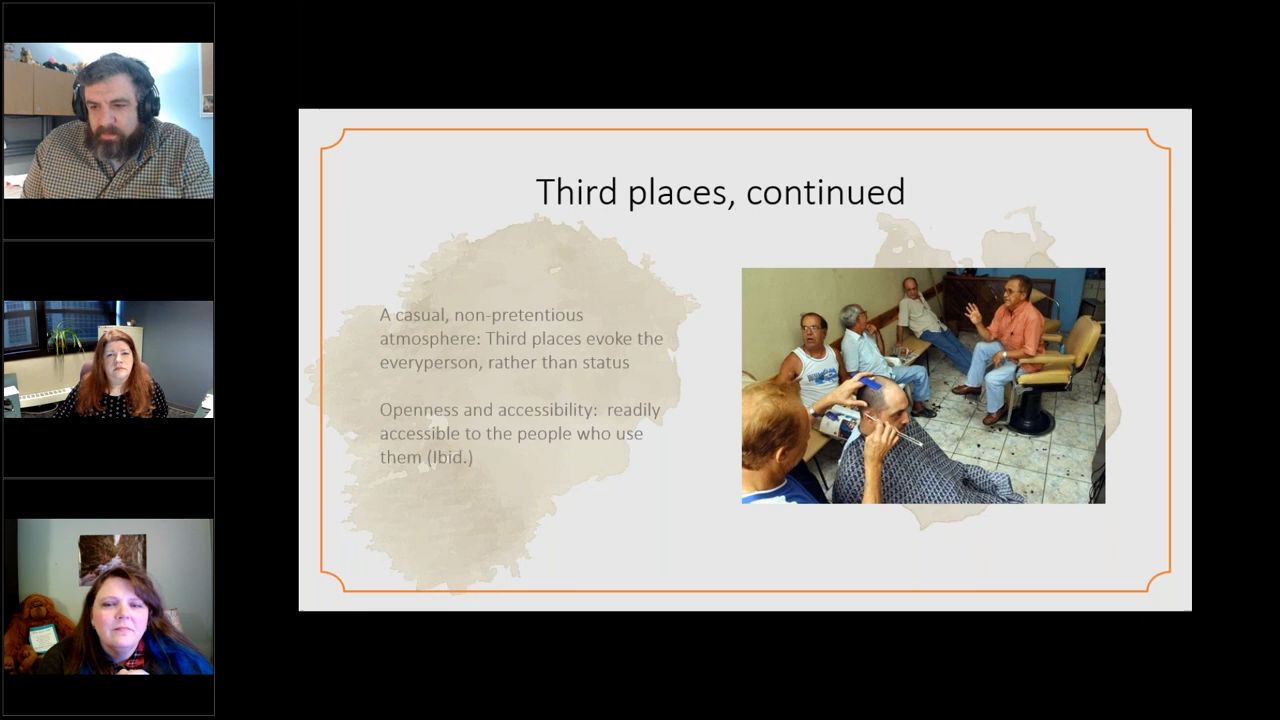 Third places, continued
A casual, non-pretentious
atmosphere: Third places evoke the
everyperson, rather than status
Openness and accessibility:  readily
accessible to the people who use
them (Ibid.)